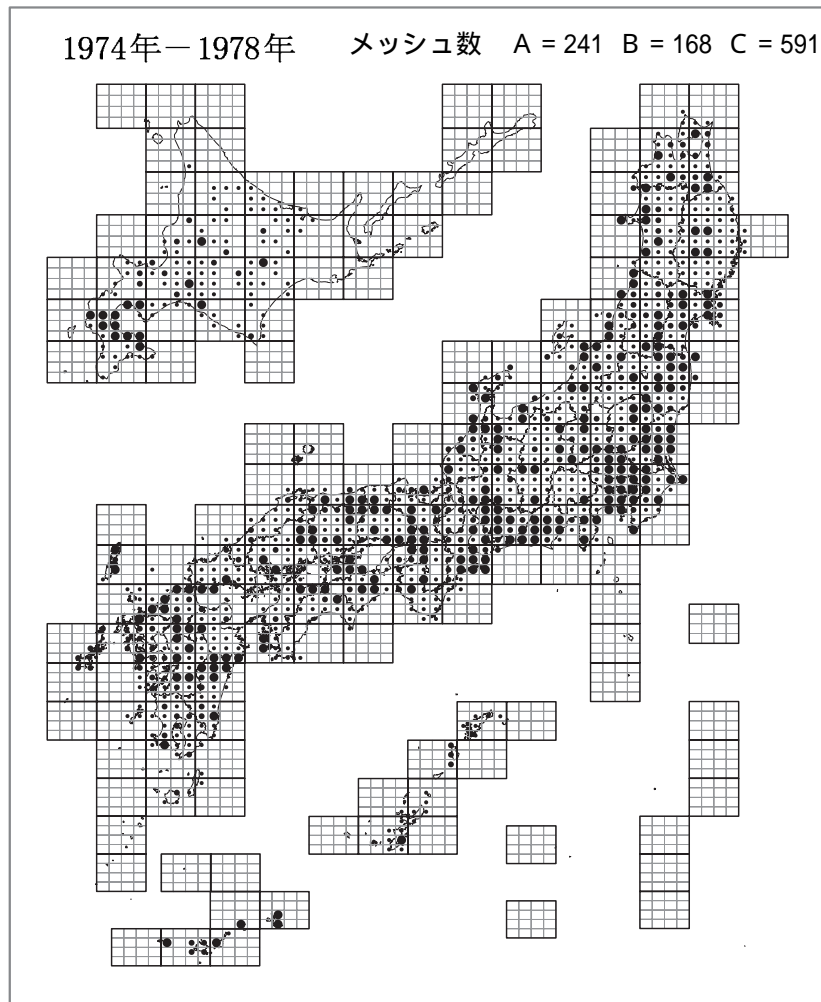 1974年－1978年 メッシュ数 A = 241 B = 168 C = 591